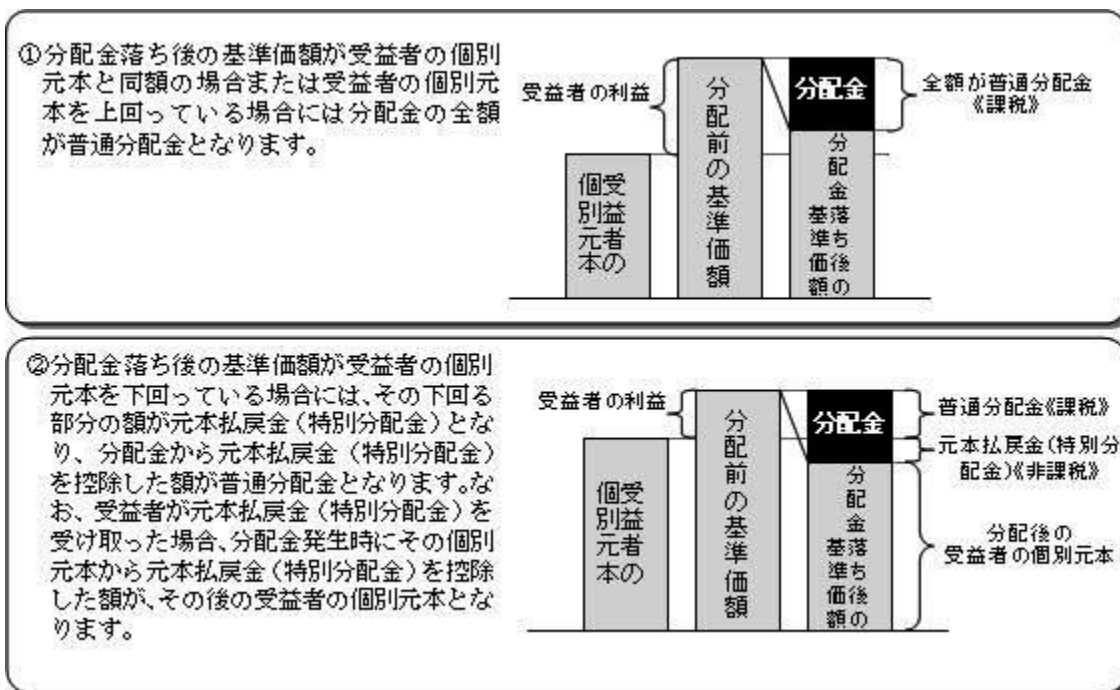 ①分配金落ち後の基準価額が受益者の個別
元本と同額の場合または受益者の個別元
本を上回っている場合には分配金の全額
が普通分配金となります。
受益者の利益
個別元本
受益者の
分配前の基準価額
分配金
分配金落ち後の
基準価額
全額が普通分配金
《課税》
②分配金落ち後の基準価額が受益者の個別
元本を下回っている場合には、その下回る
部分の額が元本払戻金(特別分配金)とな
り、分配金から元本払戻金(特別分配金)
を控除した額が普通分配金となります。な
お、受益者が元本払戻金(特別分配金)を
受け取った場合、分配金発生時にその個別
元本から元本払戻金(特別分配金)を控除
した額が、その後の受益者の個別元本とな
ります。
受益者の利益
受益者の
個別元本
分配前の基準価額
分配金
分配金落ち後の
基準価額
普通分配金《課税》
元本払戻金(特別分
配金)《非課税》
分配後の
受益者の個別元本